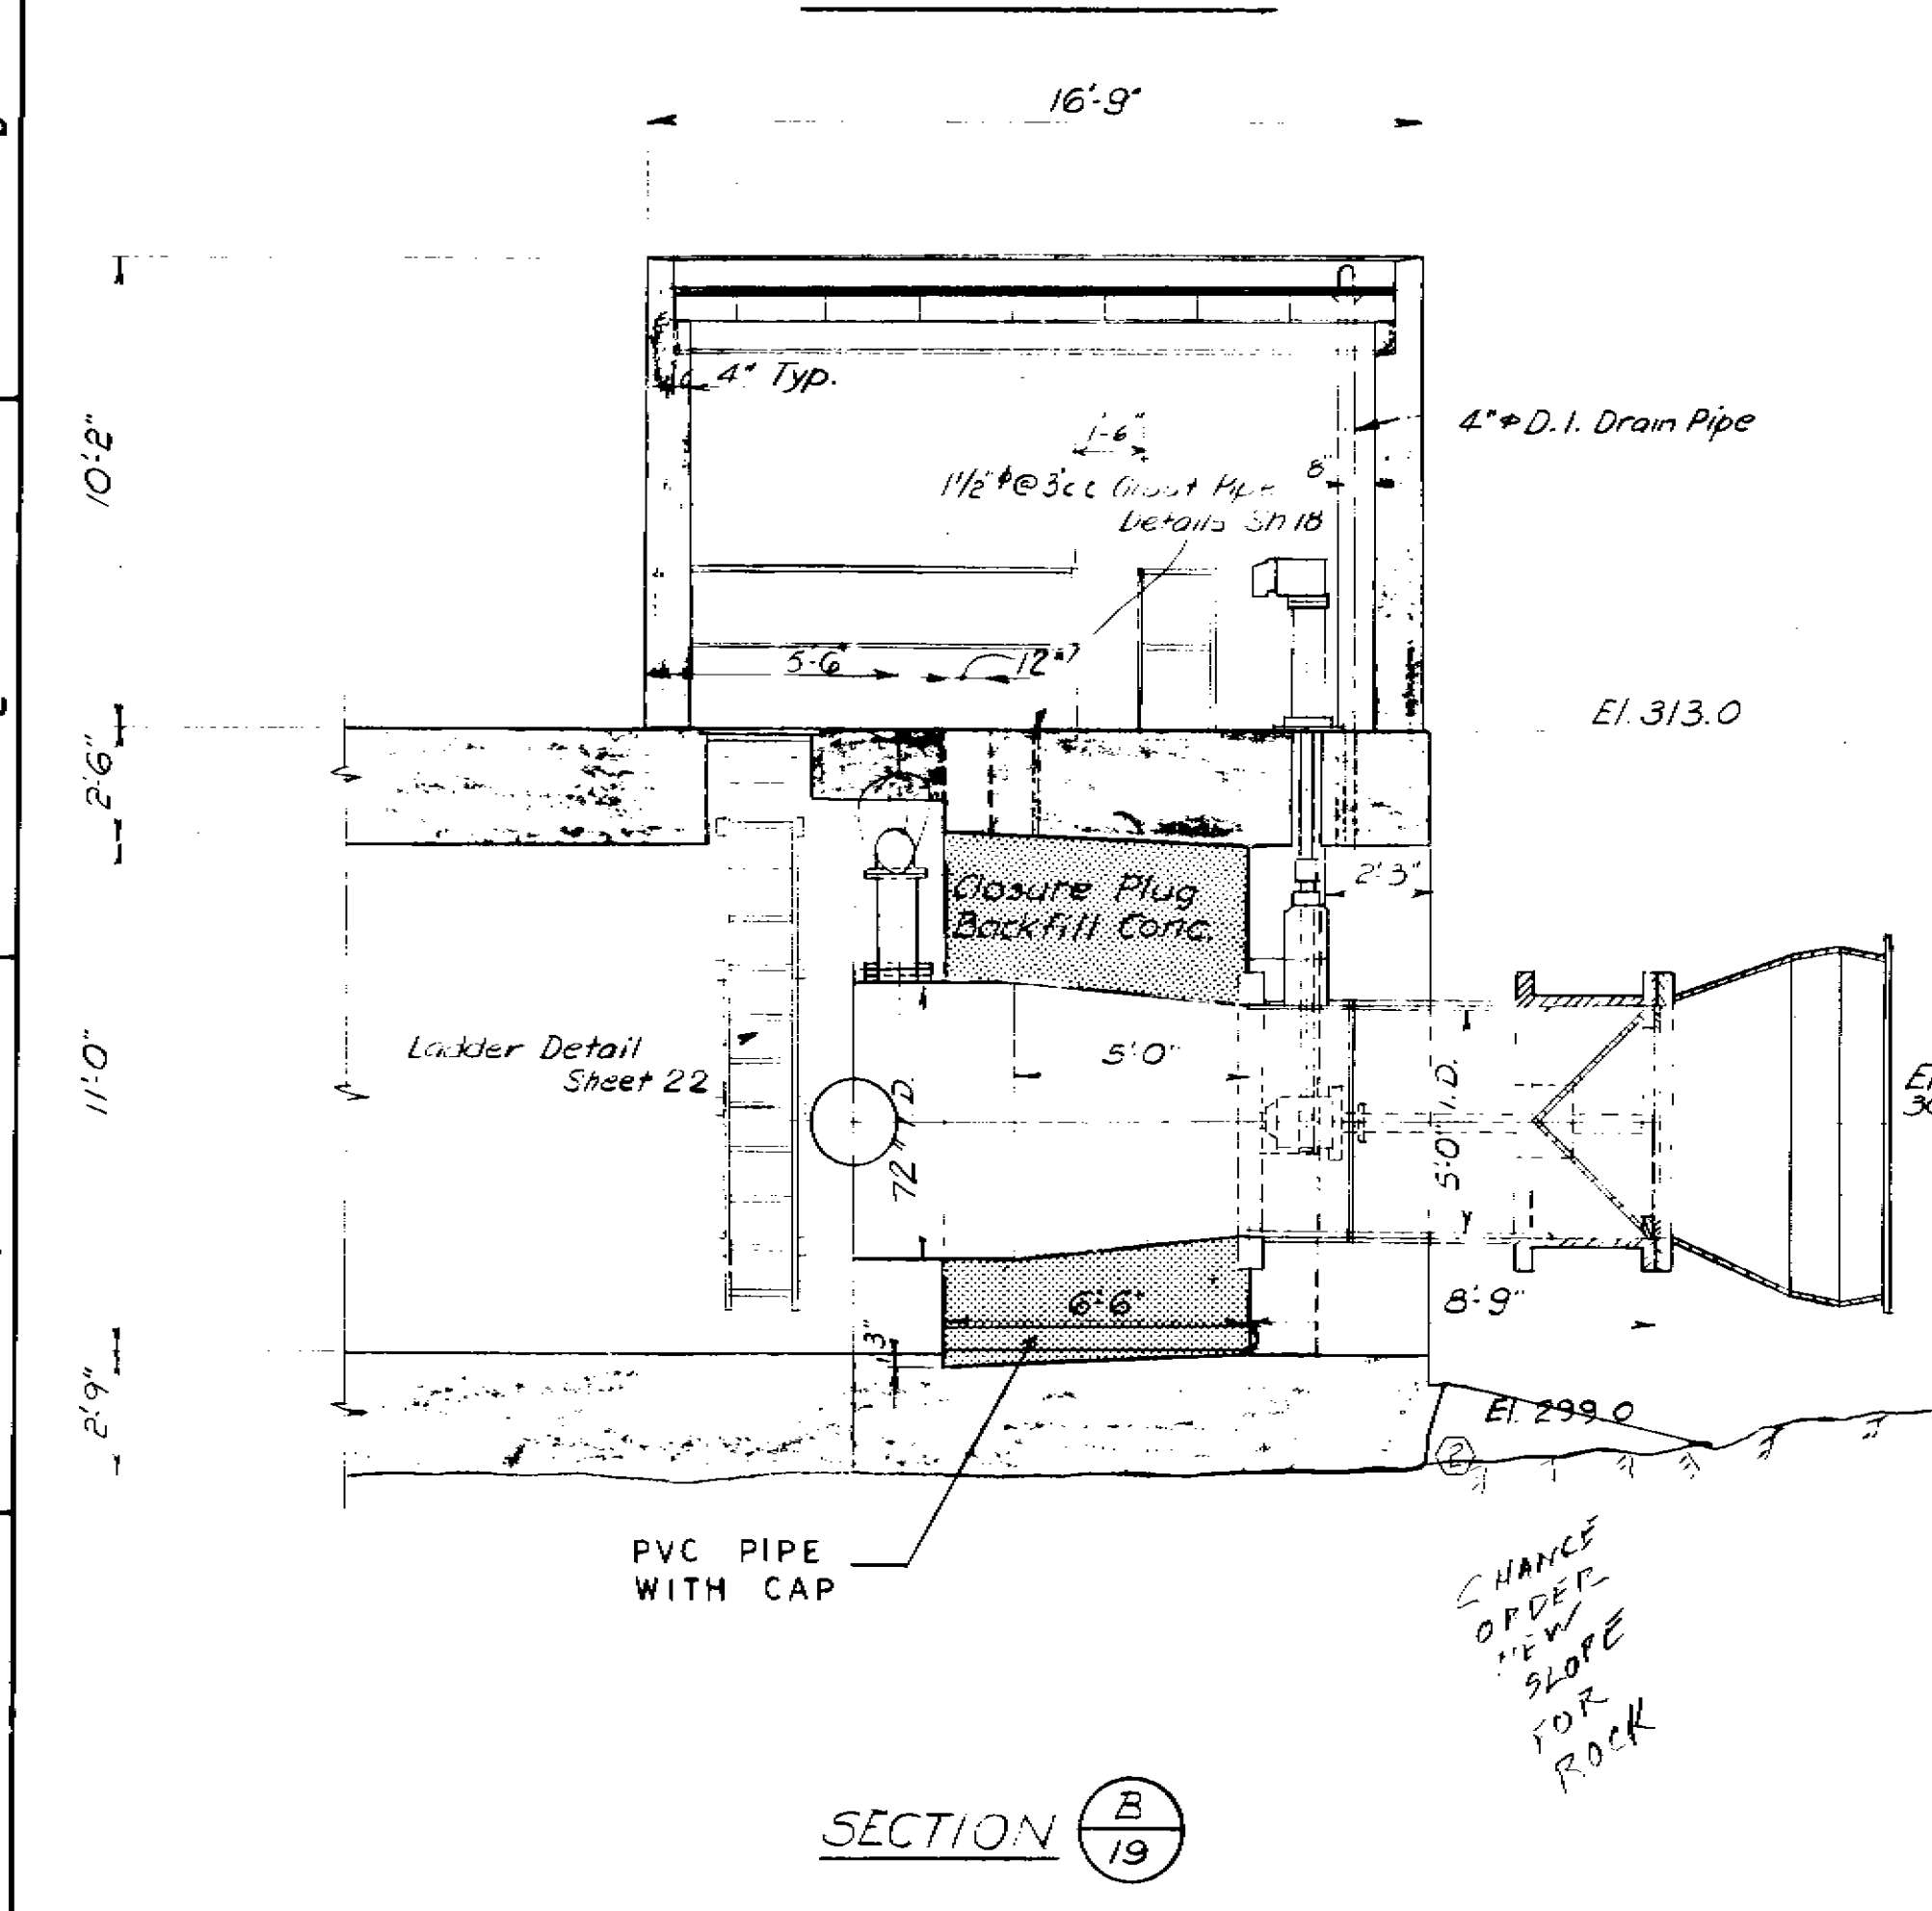 16'-9"
10'-2"
4" Typ.
4"φ D.I. Drain Pipe
1'-6"
8"
1 1/2"φ @ 3'cc Grout Pipe
Details Sh 18
5'-6"
12"
El. 313.0
2'-6"
2'-3"
Closure Plug
Backfill Conc.
11'-0"
Ladder Detail
Sheet 22
72" I.D.
5'-0"
5'-0" I.D.
6'-6"
8'-9"
3"
2'-9"
El. 299.0
2
PVC PIPE
WITH CAP
CHANGE
ORDER
NEW
SLOPE
FOR
ROCK
SECTION
B
19